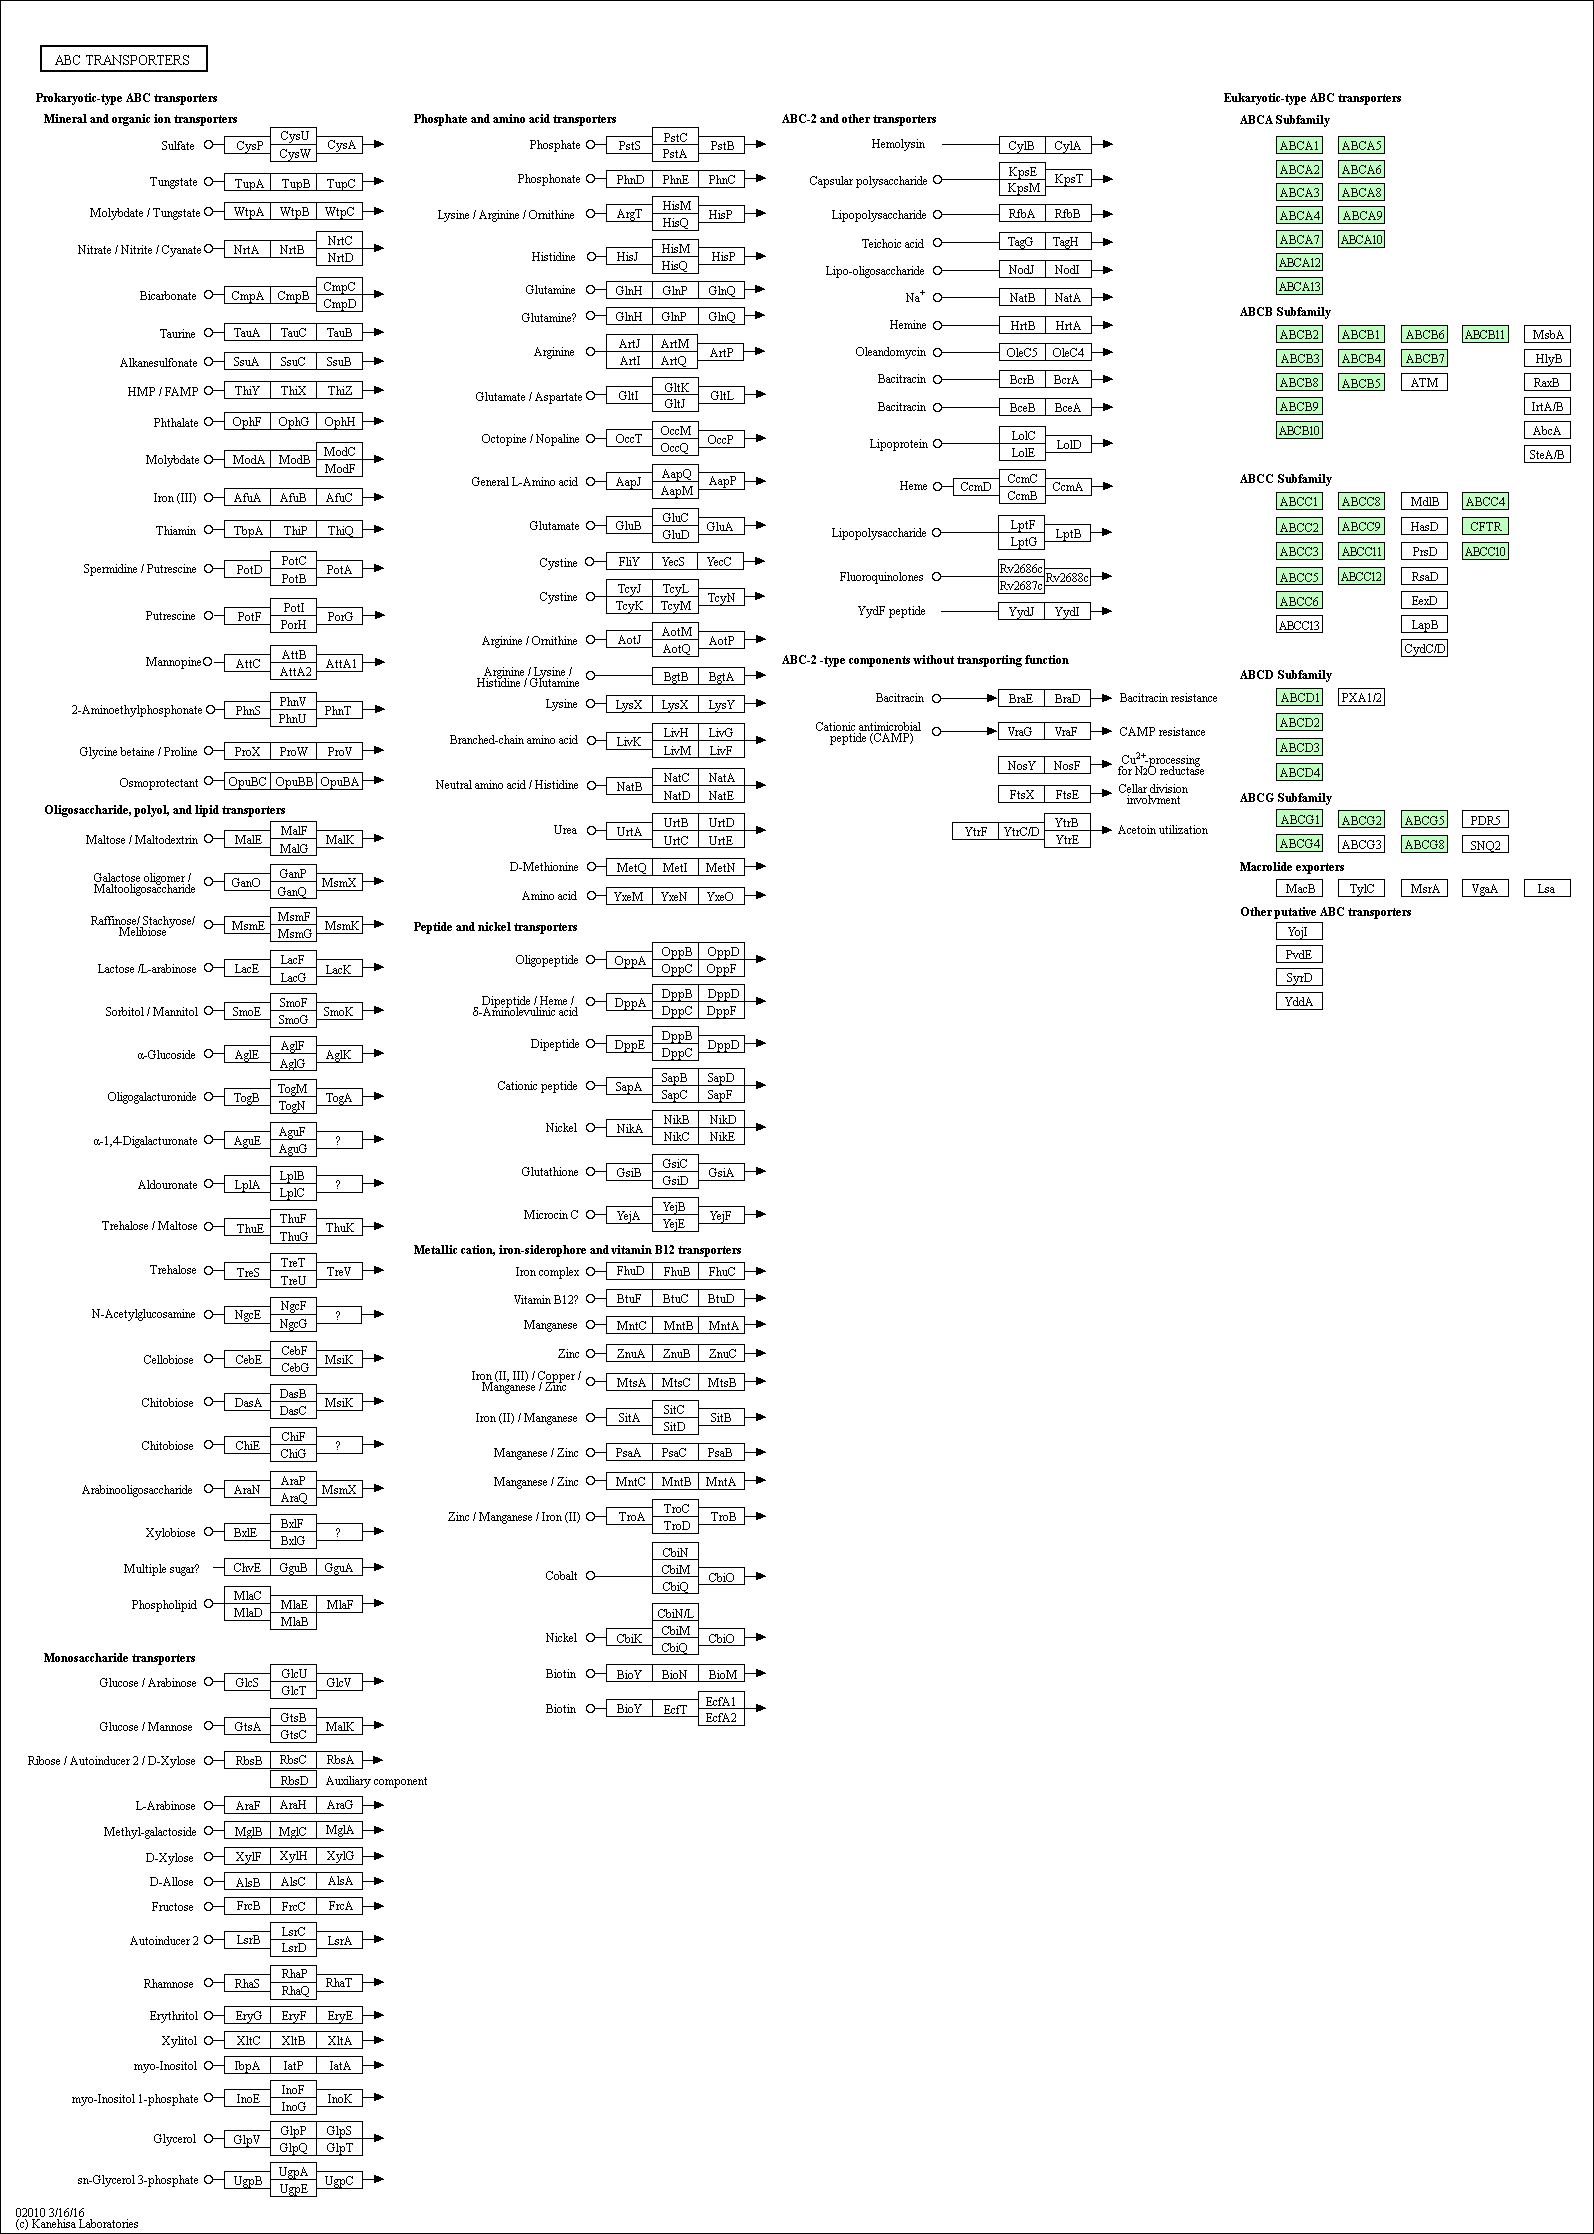 ABC TRANSPORTERS
Prokaryotic-type ABC transporters
Mineral and organic ion transporters
Sulfate CysP CysU CysW CysA
Tungstate TupA TupB TupC
Molybdate / Tungstate WtpA WtpB WtpC
Nitrate / Nitrite / Cyanate NrtA NrtB NrtC NrtD
Bicarbonate CmpA CmpB CmpC CmpD
Taurine TauA TauC TauB
Alkanesulfonate SsuA SsuC SsuB
HMP / FAMP ThiY ThiX ThiZ
Phthalate OphF OphG OphH
Molybdate ModA ModB ModC ModF
Iron (III) AfuA AfuB AfuC
Thiamin TbpA ThiP ThiQ
Spermidine / Putrescine PotD PotC PotB PotA
Putrescine PotF PotI PorH PorG
Mannopine AttC AttB AttA2 AttA1
2-Aminoethylphosphonate PhnS PhnV PhnU PhnT
Glycine betaine / Proline ProX ProW ProV
Osmoprotectant OpuBC OpuBB OpuBA
Oligosaccharide, polyol, and lipid transporters
Maltose / Maltodextrin MalE MalF MalG MalK
Galactose oligomer /
Maltooligosaccharide GanO GanP GanQ MsmX
Raffinose/ Stachyose/
Melibiose MsmE MsmF MsmG MsmK
Lactose /L-arabinose LacE LacF LacG LacK
Sorbitol / Mannitol SmoE SmoF SmoG SmoK
α-Glucoside AglE AglF AglG AglK
Oligogalacturonide TogB TogM TogN TogA
α-1,4-Digalacturonate AguE AguF AguG ?
Aldouronate LplA LplB LplC ?
Trehalose / Maltose ThuE ThuF ThuG ThuK
Trehalose TreS TreT TreU TreV
N-Acetylglucosamine NgcE NgcF NgcG ?
Cellobiose CebE CebF CebG MsiK
Chitobiose DasA DasB DasC MsiK
Chitobiose ChiE ChiF ChiG ?
Arabinooligosaccharide AraN AraP AraQ MsmX
Xylobiose BxlE BxlF BxlG ?
Multiple sugar? ChvE GguB GguA
Phospholipid MlaC MlaD MlaE MlaB MlaF
Monosaccharide transporters
Glucose / Arabinose GlcS GlcU GlcT GlcV
Glucose / Mannose GtsA GtsB GtsC MalK
Ribose / Autoinducer 2 / D-Xylose RbsB RbsC RbsA
RbsD Auxiliary component
L-Arabinose AraF AraH AraG
Methyl-galactoside MglB MglC MglA
D-Xylose XylF XylH XylG
D-Allose AlsB AlsC AlsA
Fructose FrcB FrcC FrcA
Autoinducer 2 LsrB LsrC LsrD LsrA
Rhamnose RhaS RhaP RhaQ RhaT
Erythritol EryG EryF EryE
Xylitol XltC XltB XltA
myo-Inositol IbpA IatP IatA
myo-Inositol 1-phosphate InoE InoF InoG InoK
Glycerol GlpV GlpP GlpQ GlpS GlpT
sn-Glycerol 3-phosphate UgpB UgpA UgpE UgpC
Phosphate and amino acid transporters
Phosphate PstS PstC PstA PstB
Phosphonate PhnD PhnE PhnC
Lysine / Arginine / Ornithine ArgT HisM HisQ HisP
Histidine HisJ HisM HisQ HisP
Glutamine GlnH GlnP GlnQ
Glutamine? GlnH GlnP GlnQ
Arginine ArtJ ArtI ArtM ArtQ ArtP
Glutamate / Aspartate GltI GltK GltJ GltL
Octopine / Nopaline OccT OccM OccQ OccP
General L-Amino acid AapJ AapQ AapM AapP
Glutamate GluB GluC GluD GluA
Cystine FliY YecS YecC
Cystine TcyJ TcyK TcyL TcyM TcyN
Arginine / Ornithine AotJ AotM AotQ AotP
Arginine / Lysine /
Histidine / Glutamine BgtB BgtA
Lysine LysX LysX LysY
Branched-chain amino acid LivK LivH LivM LivG LivF
Neutral amino acid / Histidine NatB NatC NatD NatA NatE
Urea UrtA UrtB UrtC UrtD UrtE
D-Methionine MetQ MetI MetN
Amino acid YxeM YxeN YxeO
Peptide and nickel transporters
Oligopeptide OppA OppB OppC OppD OppF
Dipeptide / Heme /
δ-Aminolevulinic acid DppA DppB DppC DppD DppF
Dipeptide DppE DppB DppC DppD
Cationic peptide SapA SapB SapC SapD SapF
Nickel NikA NikB NikC NikD NikE
Glutathione GsiB GsiC GsiD GsiA
Microcin C YejA YejB YejE YejF
Metallic cation, iron-siderophore and vitamin B12 transporters
Iron complex FhuD FhuB FhuC
Vitamin B12? BtuF BtuC BtuD
Manganese MntC MntB MntA
Zinc ZnuA ZnuB ZnuC
Iron (II, III) / Copper /
Manganese / Zinc MtsA MtsC MtsB
Iron (II) / Manganese SitA SitC SitD SitB
Manganese / Zinc PsaA PsaC PsaB
Manganese / Zinc MntC MntB MntA
Zinc / Manganese / Iron (II) TroA TroC TroD TroB
Cobalt CbiN CbiM CbiQ CbiO
Nickel CbiK CbiN/L CbiM CbiQ CbiO
Biotin BioY BioN BioM
Biotin BioY EcfT EcfA1 EcfA2
ABC-2 and other transporters
Hemolysin CylB CylA
Capsular polysaccharide KpsE KpsM KpsT
Lipopolysaccharide RfbA RfbB
Teichoic acid TagG TagH
Lipo-oligosaccharide NodJ NodI
Na+ NatB NatA
Hemine HrtB HrtA
Oleandomycin OleC5 OleC4
Bacitracin BcrB BcrA
Bacitracin BceB BceA
Lipoprotein LolC LolE LolD
Heme CcmD CcmC CcmB CcmA
Lipopolysaccharide LptF LptG LptB
Fluoroquinolones Rv2686c Rv2687c Rv2688c
YydF peptide YydJ YydI
ABC-2 -type components without transporting function
Bacitracin BraE BraD Bacitracin resistance
Cationic antimicrobial
peptide (CAMP) VraG VraF CAMP resistance
NosY NosF Cu2+-processing
for N2O reductase
FtsX FtsE Cellar division
involvment
YtrF YtrC/D YtrB YtrE Acetoin utilization
Eukaryotic-type ABC transporters
ABCA Subfamily
ABCA1 ABCA5
ABCA2 ABCA6
ABCA3 ABCA8
ABCA4 ABCA9
ABCA7 ABCA10
ABCA12
ABCA13
ABCB Subfamily
ABCB2 ABCB1 ABCB6 ABCB11 MsbA
ABCB3 ABCB4 ABCB7 HlyB
ABCB8 ABCB5 ATM RaxB
ABCB9 IrtA/B
ABCB10 AbcA
SteA/B
ABCC Subfamily
ABCC1 ABCC8 MdlB ABCC4
ABCC2 ABCC9 HasD CFTR
ABCC3 ABCC11 PrsD ABCC10
ABCC5 ABCC12 RsaD
ABCC6 EexD
ABCC13 LapB
CydC/D
ABCD Subfamily
ABCD1 PXA1/2
ABCD2
ABCD3
ABCD4
ABCG Subfamily
ABCG1 ABCG2 ABCG5 PDR5
ABCG4 ABCG3 ABCG8 SNQ2
Macrolide exporters
MacB TylC MsrA VgaA Lsa
Other putative ABC transporters
YojI
PvdE
SyrD
YddA
02010 3/16/16
(c) Kanehisa Laboratories